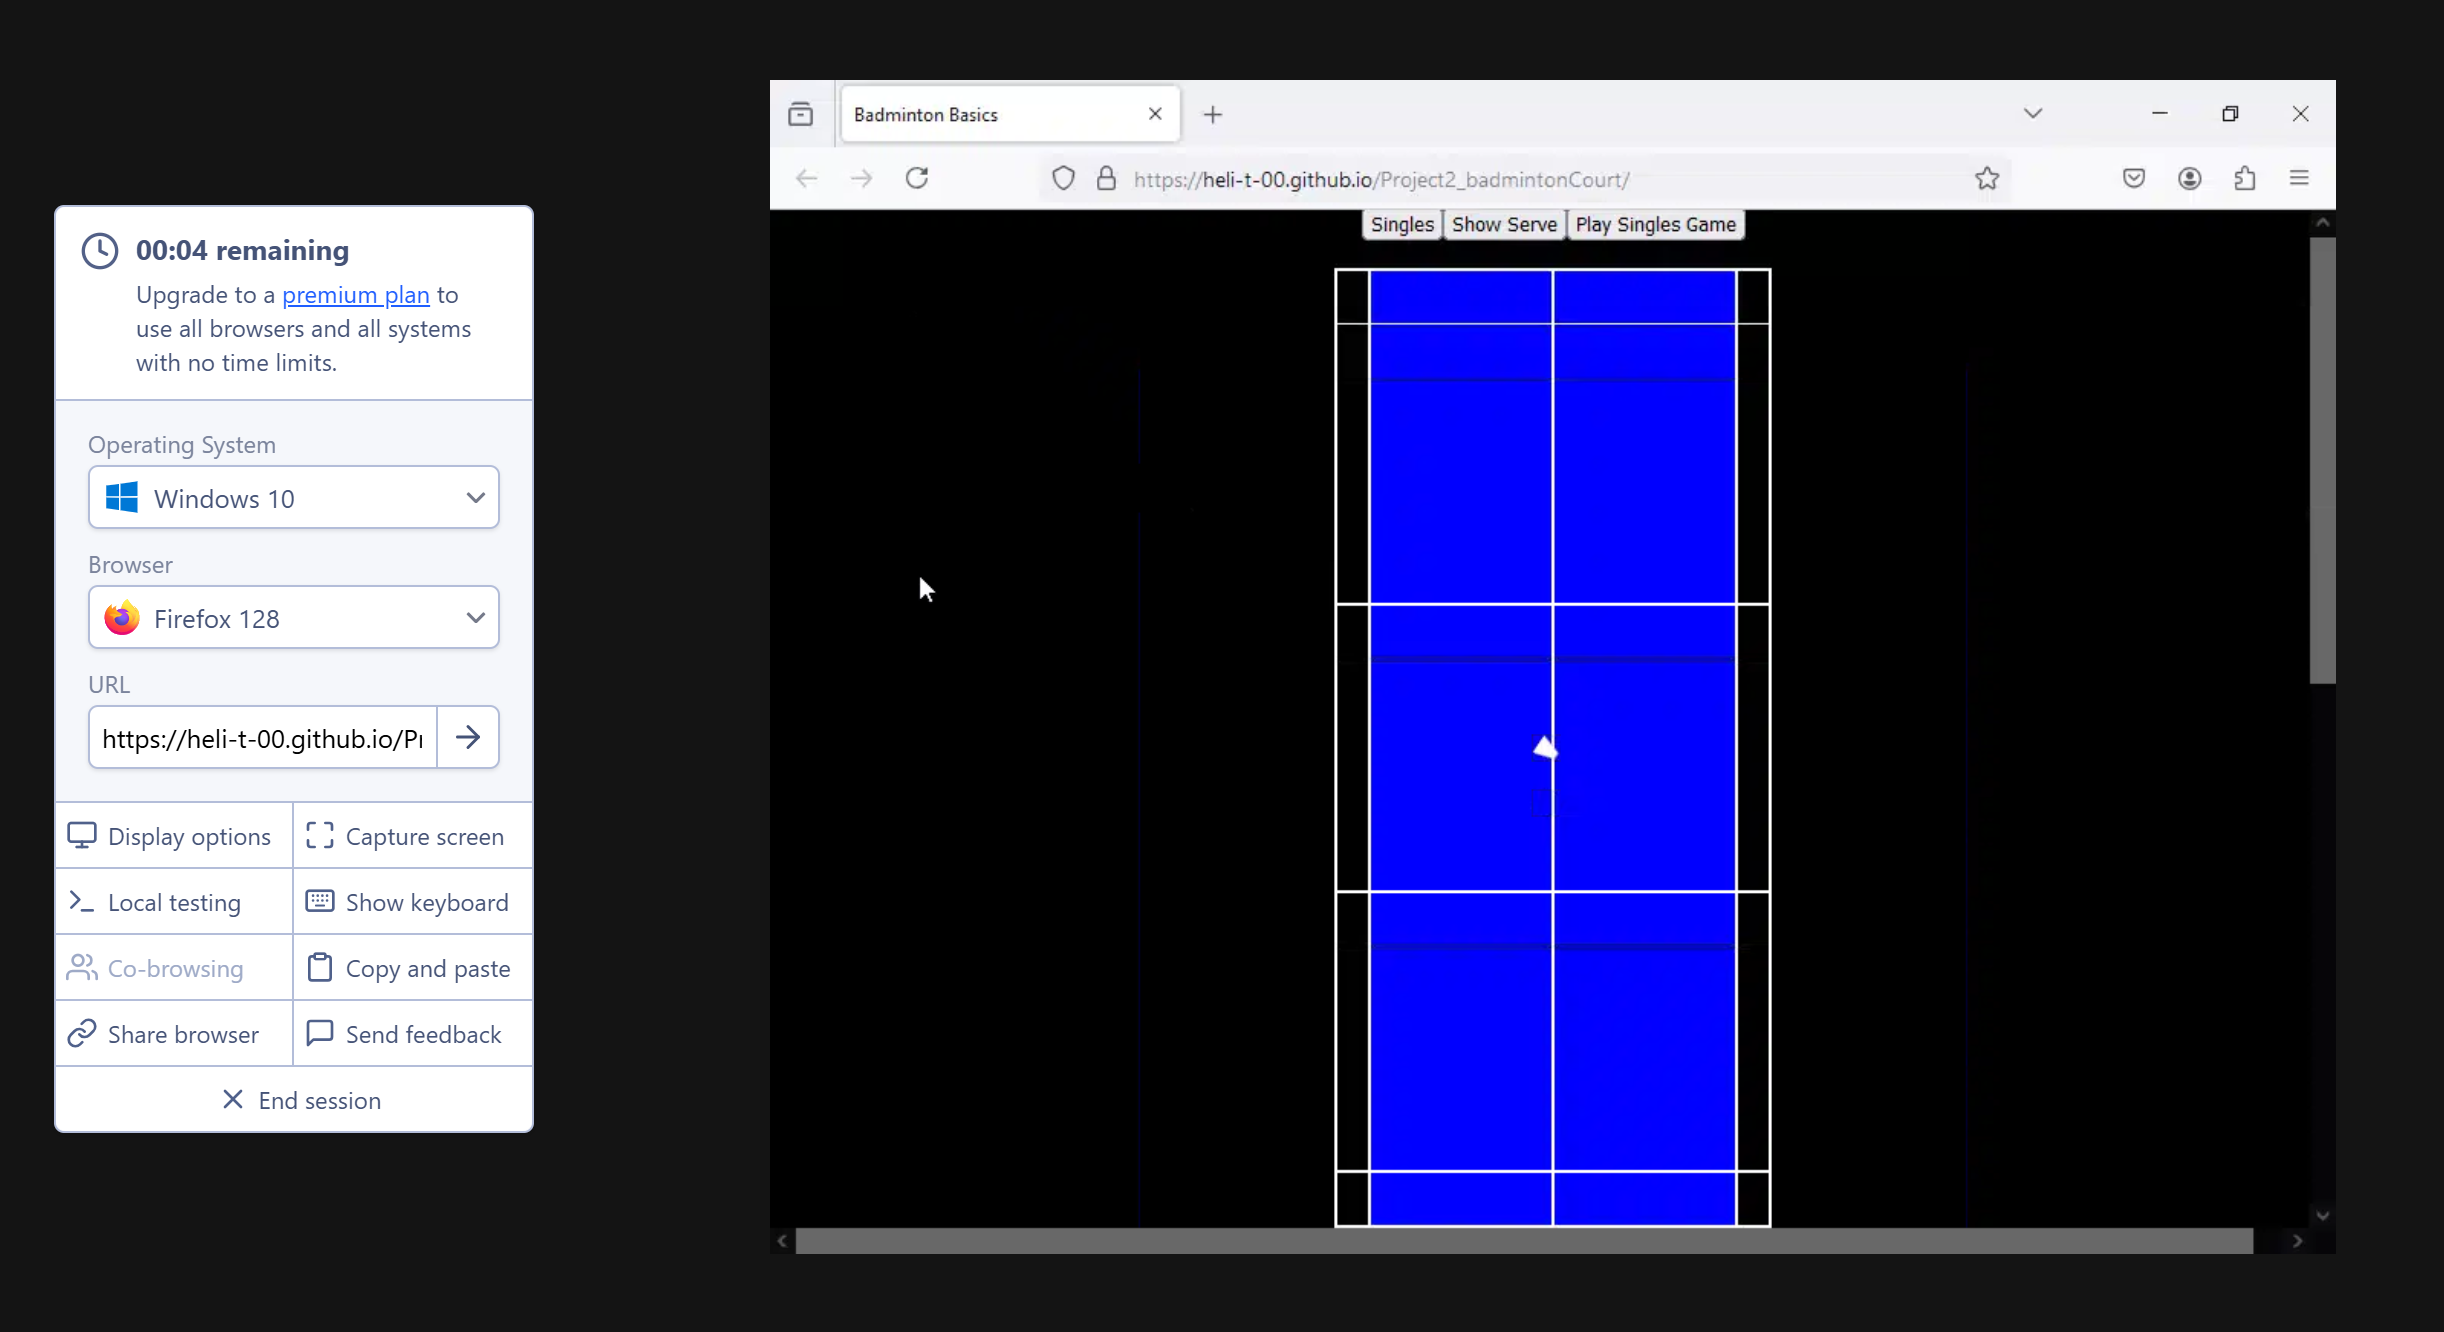 00:04 remaining
Upgrade to a premium plan to
use all browsers and all systems
with no time limits.
Operating System
Windows 10
Browser
Firefox 128
URL
https://heli-t-00.github.io/Pr
Display options
Capture screen
Local testing
Show keyboard
Co-browsing
Copy and paste
Share browser
Send feedback
End session
Badminton Basics
https://heli-t-00.github.io/Project2_badmintonCourt/
Singles
Show Serve
Play Singles Game